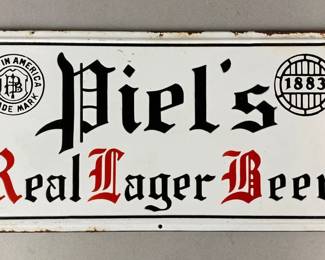 IN AMERICA
PB
TRADE MARK
1883
Piel's
Real Lager Beer